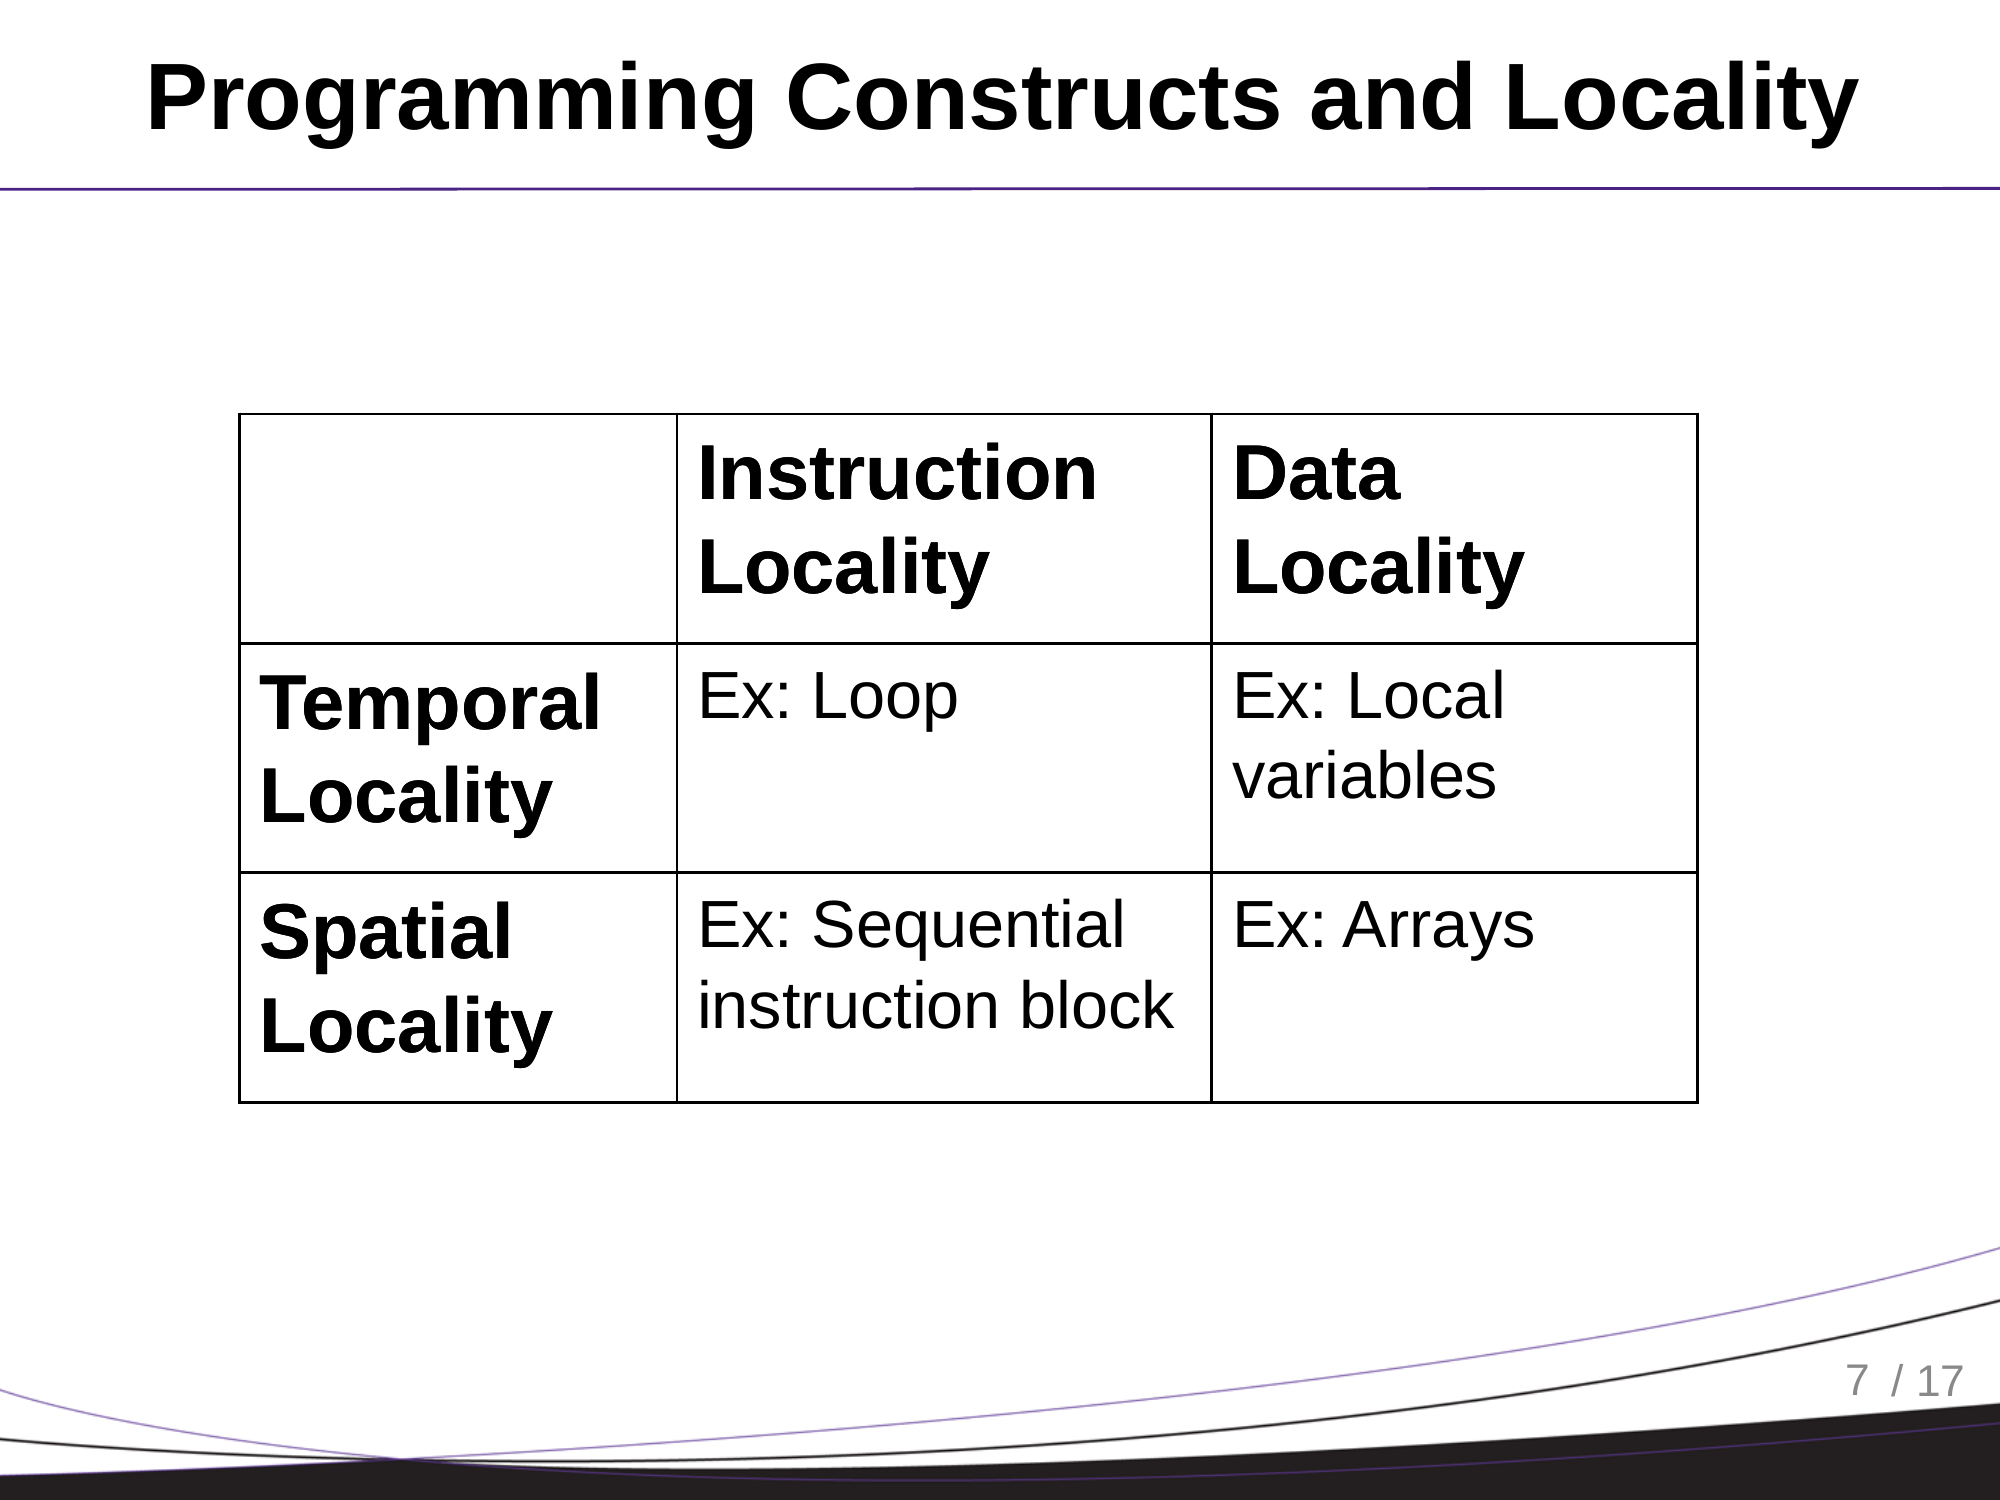 Programming Constructs and Locality
Instruction
Locality
Data
Locality
Temporal
Locality
Ex: Loop
Ex: Local
variables
Spatial
Locality
Ex: Sequential
instruction block
Ex: Arrays
7 / 17